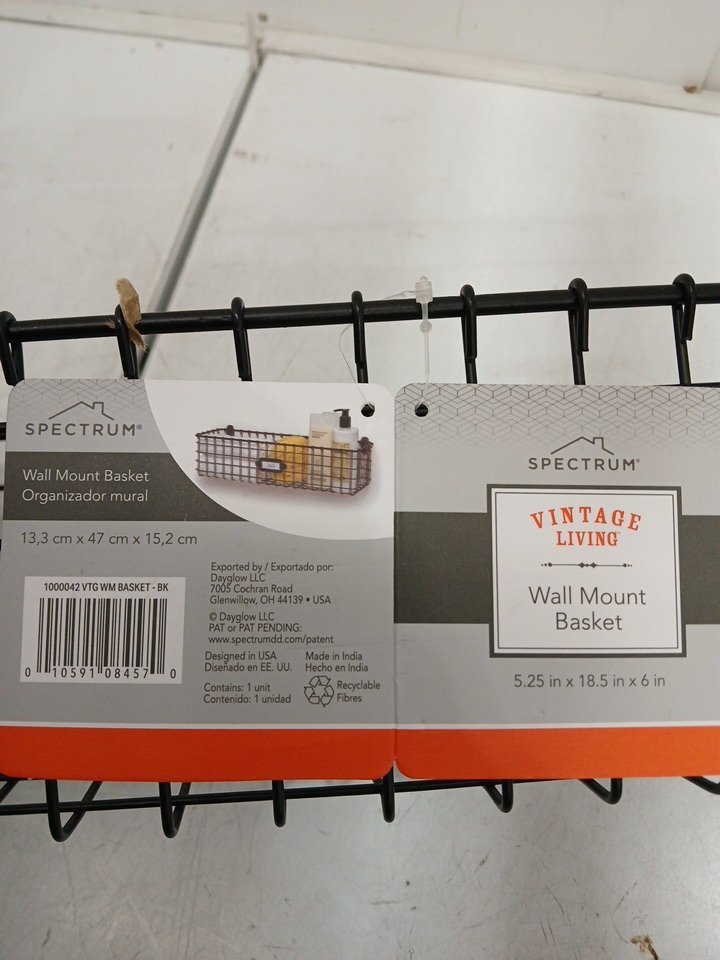 SPECTRUM®
Wall Mount Basket
Organizador mural
13,3 cm x 47 cm x 15,2 cm
1000042 VTG WM BASKET - BK
0 10591 08457 0
Exported by / Exportado por:
Dayglow LLC
7005 Cochran Road
Glenwillow, OH 44139 • USA
© Dayglow LLC
PAT or PAT PENDING:
www.spectrumdd.com/patent
Designed in USA
Diseñado en EE. UU.
Made in India
Hecho en India
Contains: 1 unit
Contenido: 1 unidad
Recyclable
Fibres
SPECTRUM®
VINTAGE
LIVING™
Wall Mount
Basket
5.25 in x 18.5 in x 6 in